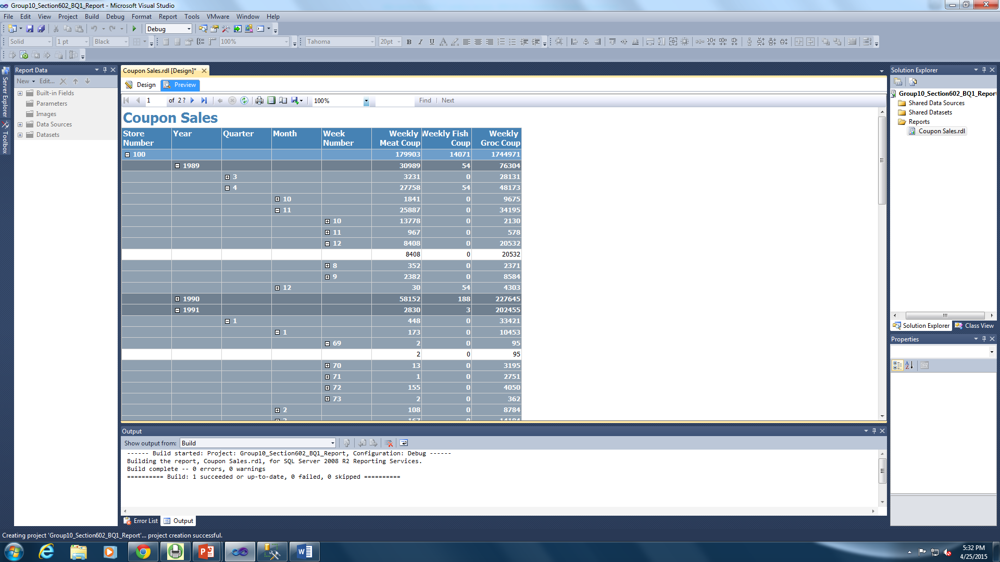 Group10_Section602_BQ1_Report - Microsoft Visual Studio
File Edit View Project Build Debug Format Report Tools VMware Window Help
Debug
Solid 1 pt Black 100% Tahoma 20pt B I U A
Server Explorer
Toolbox
Report Data
New Edit...
Built-in Fields
Parameters
Images
Data Sources
Datasets
Coupon Sales.rdl [Design]*
Design Preview
1 of 2 ? 100% Find Next
Coupon Sales
Store Number Year Quarter Month Week Number Weekly Meat Coup Weekly Fish Coup Weekly Groc Coup
100 179903 14071 1744971
1989 30989 54 76304
3 3231 0 28131
4 27758 54 48173
10 1841 0 9675
11 25887 0 34195
10 13778 0 2130
11 967 0 578
12 8408 0 20532
8408 0 20532
8 352 0 2371
9 2382 0 8584
12 30 54 4303
1990 58152 188 227645
1991 2830 3 202455
1 448 0 33421
1 173 0 10453
69 2 0 95
2 0 95
70 13 0 3195
71 1 0 2751
72 155 0 4050
73 2 0 362
2 108 0 8784
Output
Show output from: Build
------ Build started: Project: Group10_Section602_BQ1_Report, Configuration: Debug ------
Building the report, Coupon Sales.rdl, for SQL Server 2008 R2 Reporting Services.
Build complete -- 0 errors, 0 warnings
========== Build: 1 succeeded or up-to-date, 0 failed, 0 skipped ==========
Error List Output
Solution Explorer
Group10_Section602_BQ1_Report
Shared Data Sources
Shared Datasets
Reports
Coupon Sales.rdl
Solution Explorer Class View
Properties
Creating project 'Group10_Section602_BQ1_Report'... project creation successful.
5:32 PM
4/25/2015